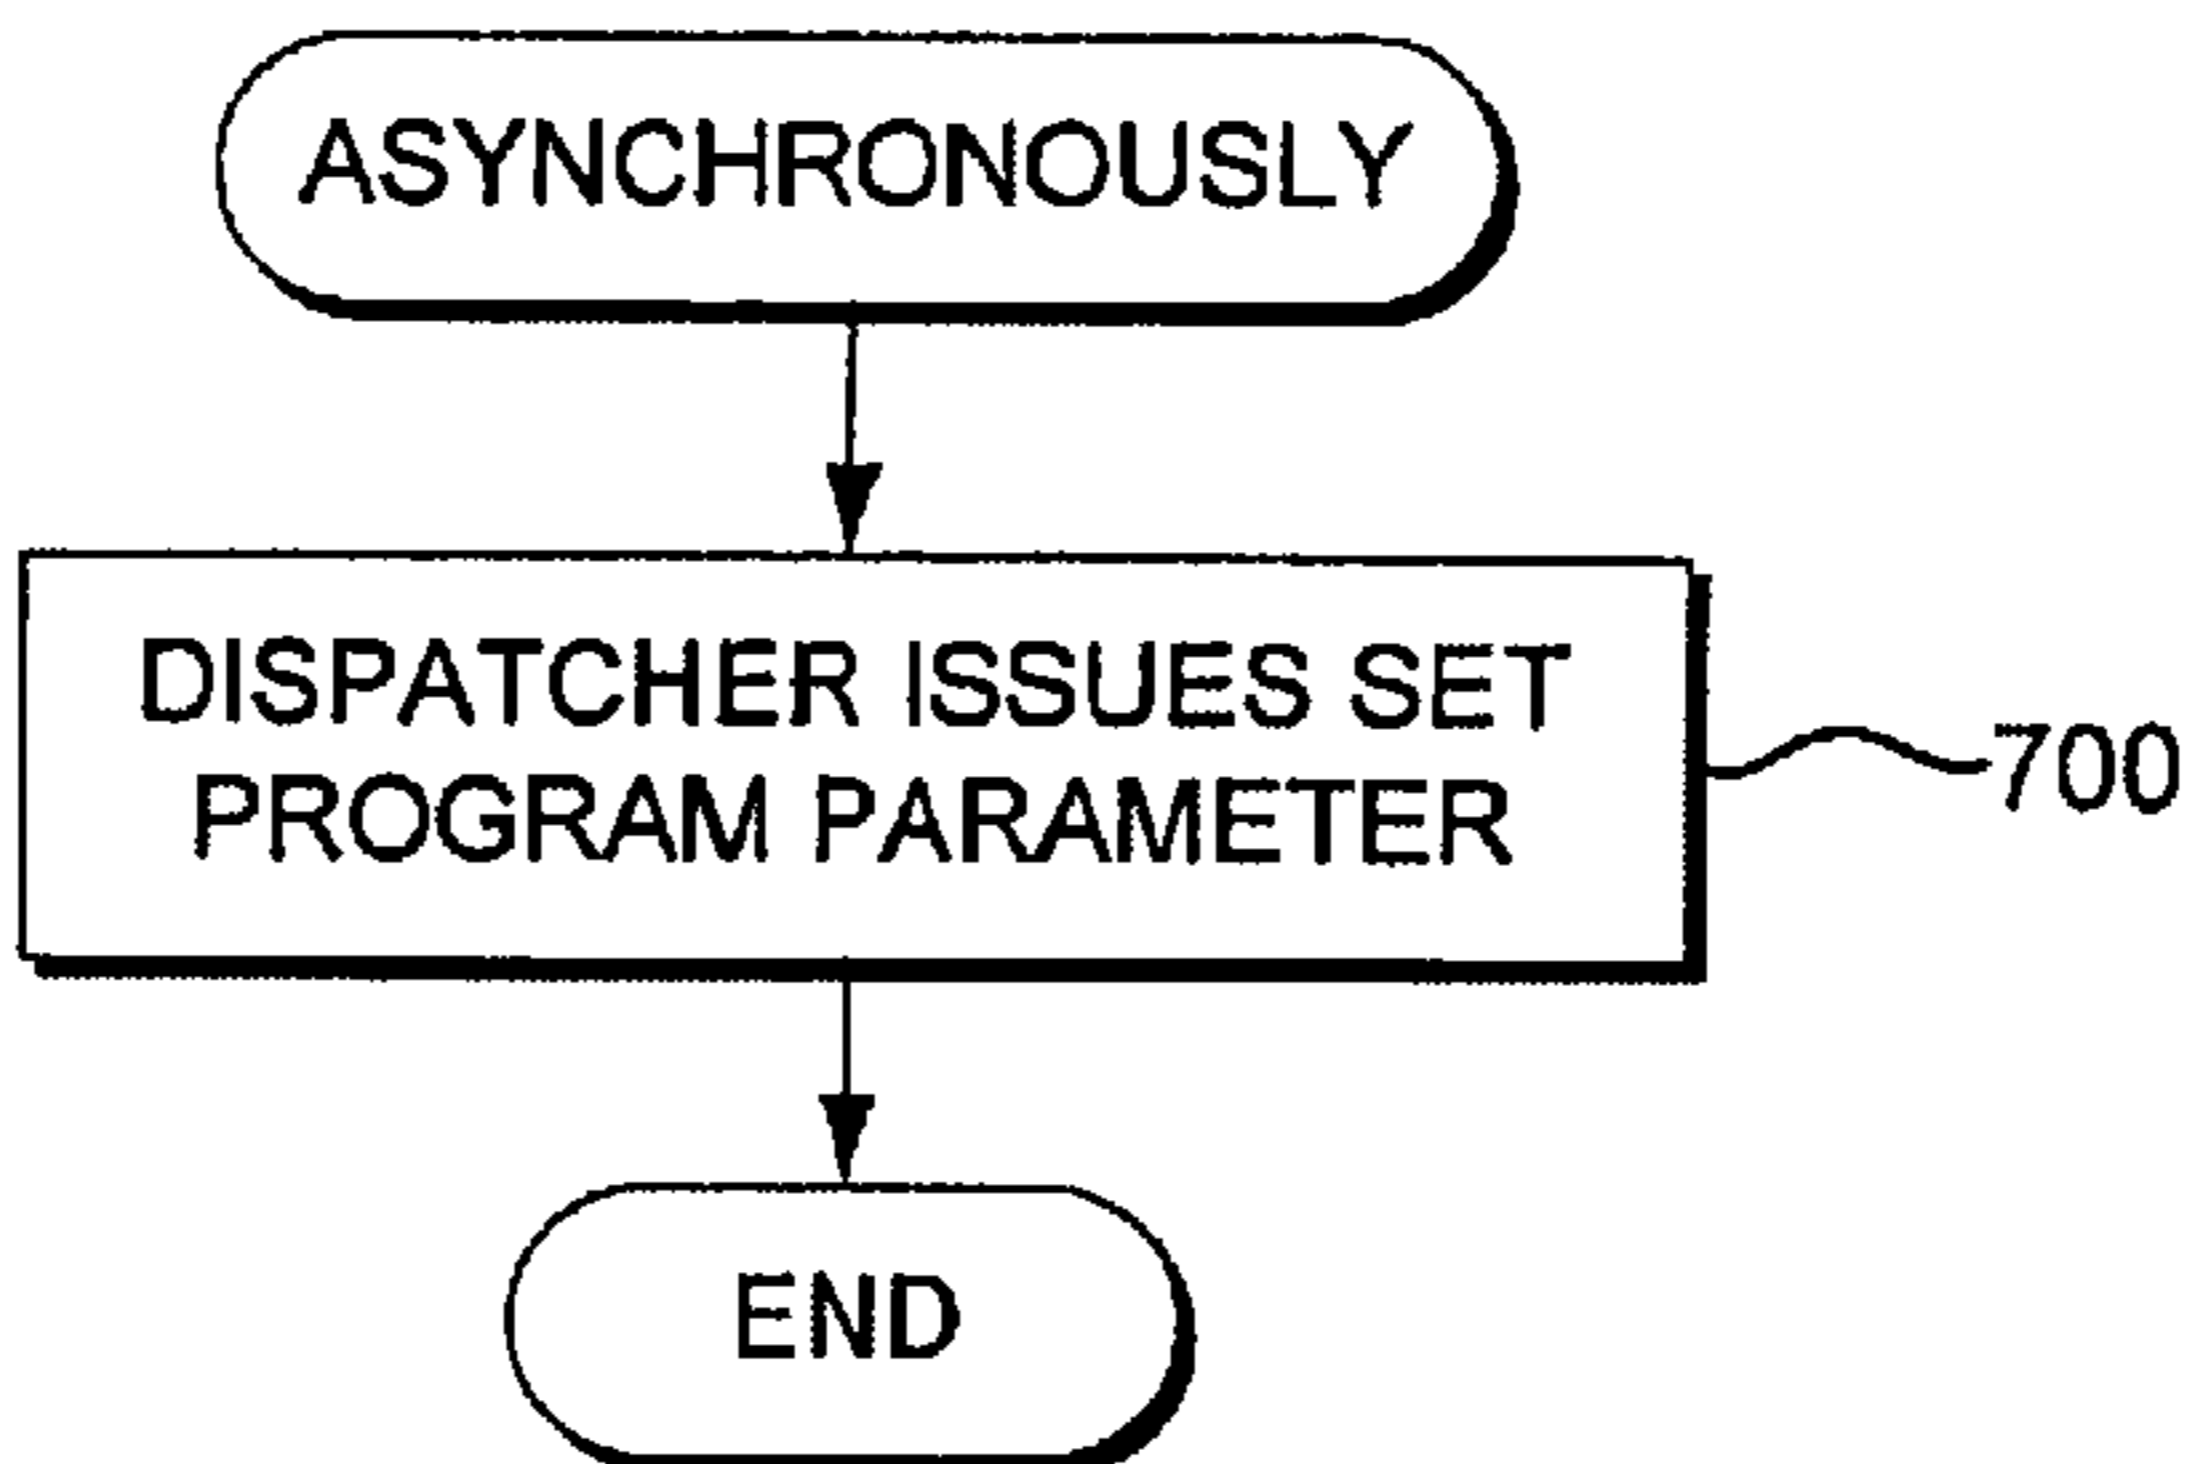 ASYNCHRONOUSLY
DISPATCHER ISSUES SET
PROGRAM PARAMETER
700
END